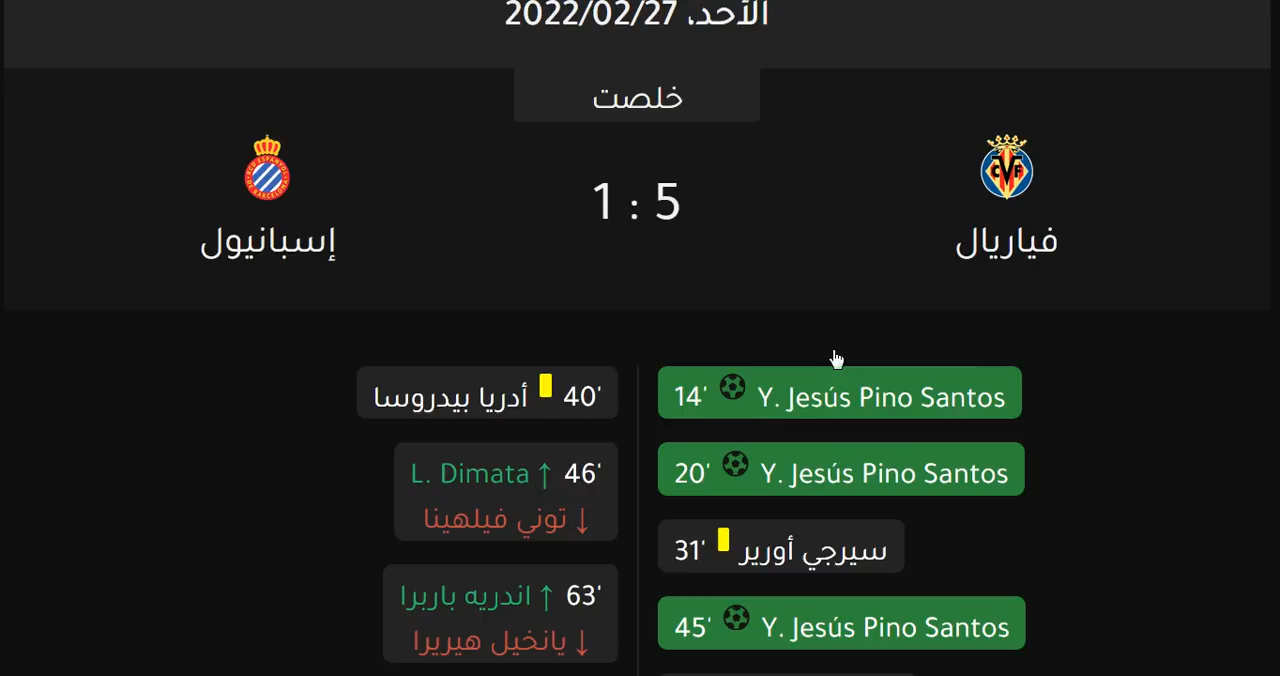 الأحد، 2022/02/27
خلصت
فياريال
1 : 5
إسبانيول
14' Y. Jesús Pino Santos
20' Y. Jesús Pino Santos
31' سيرجي أورير
45' Y. Jesús Pino Santos
40' أدريا بيدروسا
46' ↑ L. Dimata
↓ توني فيلهينا
63' ↑ اندريه باربرا
↓ يانخيل هيريرا